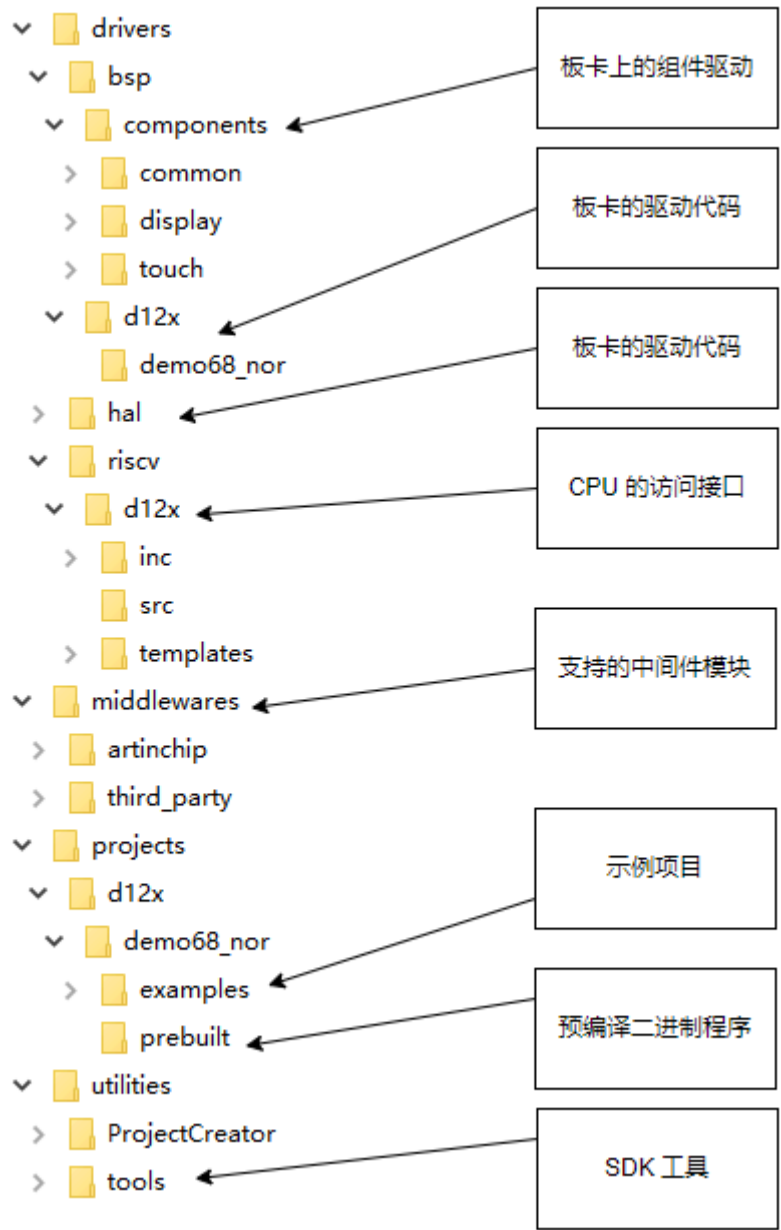 drivers
bsp
components
common
display
touch
d12x
demo68_nor
hal
riscv
d12x
inc
src
templates
middlewares
artinchip
third_party
projects
d12x
demo68_nor
examples
prebuilt
utilities
ProjectCreator
tools
板卡上的组件驱动
板卡的驱动代码
板卡的驱动代码
CPU 的访问接口
支持的中间件模块
示例项目
预编译二进制程序
SDK 工具